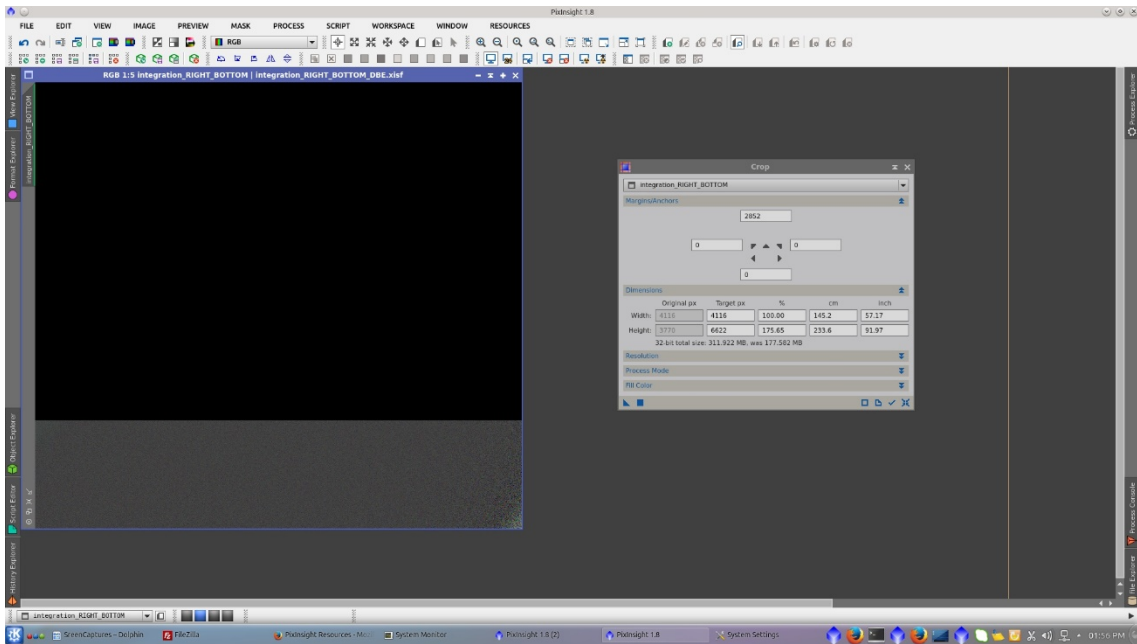 PixInsight 1.8
FILE EDIT VIEW IMAGE PREVIEW MASK PROCESS SCRIPT WORKSPACE WINDOW RESOURCES
RGB
RGB 1:5 integration_RIGHT_BOTTOM | integration_RIGHT_BOTTOM_DBE.xisf
View Explorer
integration_RIGHT_BOTTOM
Format Explorer
Object Explorer
Script Editor
History Explorer
Process Explorer
Process Console
File Explorer
Crop
integration_RIGHT_BOTTOM
Margins/Anchors
2852
0 0
0
Dimensions
Original px Target px % cm inch
Width: 4116 4116 100.00 145.2 57.17
Height: 3770 6622 175.65 233.6 91.97
32-bit total size: 311.922 MB, was 177.582 MB
Resolution
Process Mode
Fill Color
integration_RIGHT_BOTTOM
ScreenCaptures - Dolphin FileZilla PixInsight Resources - Mo... System Monitor PixInsight 1.8 (2) PixInsight 1.8 System Settings 01:56 PM